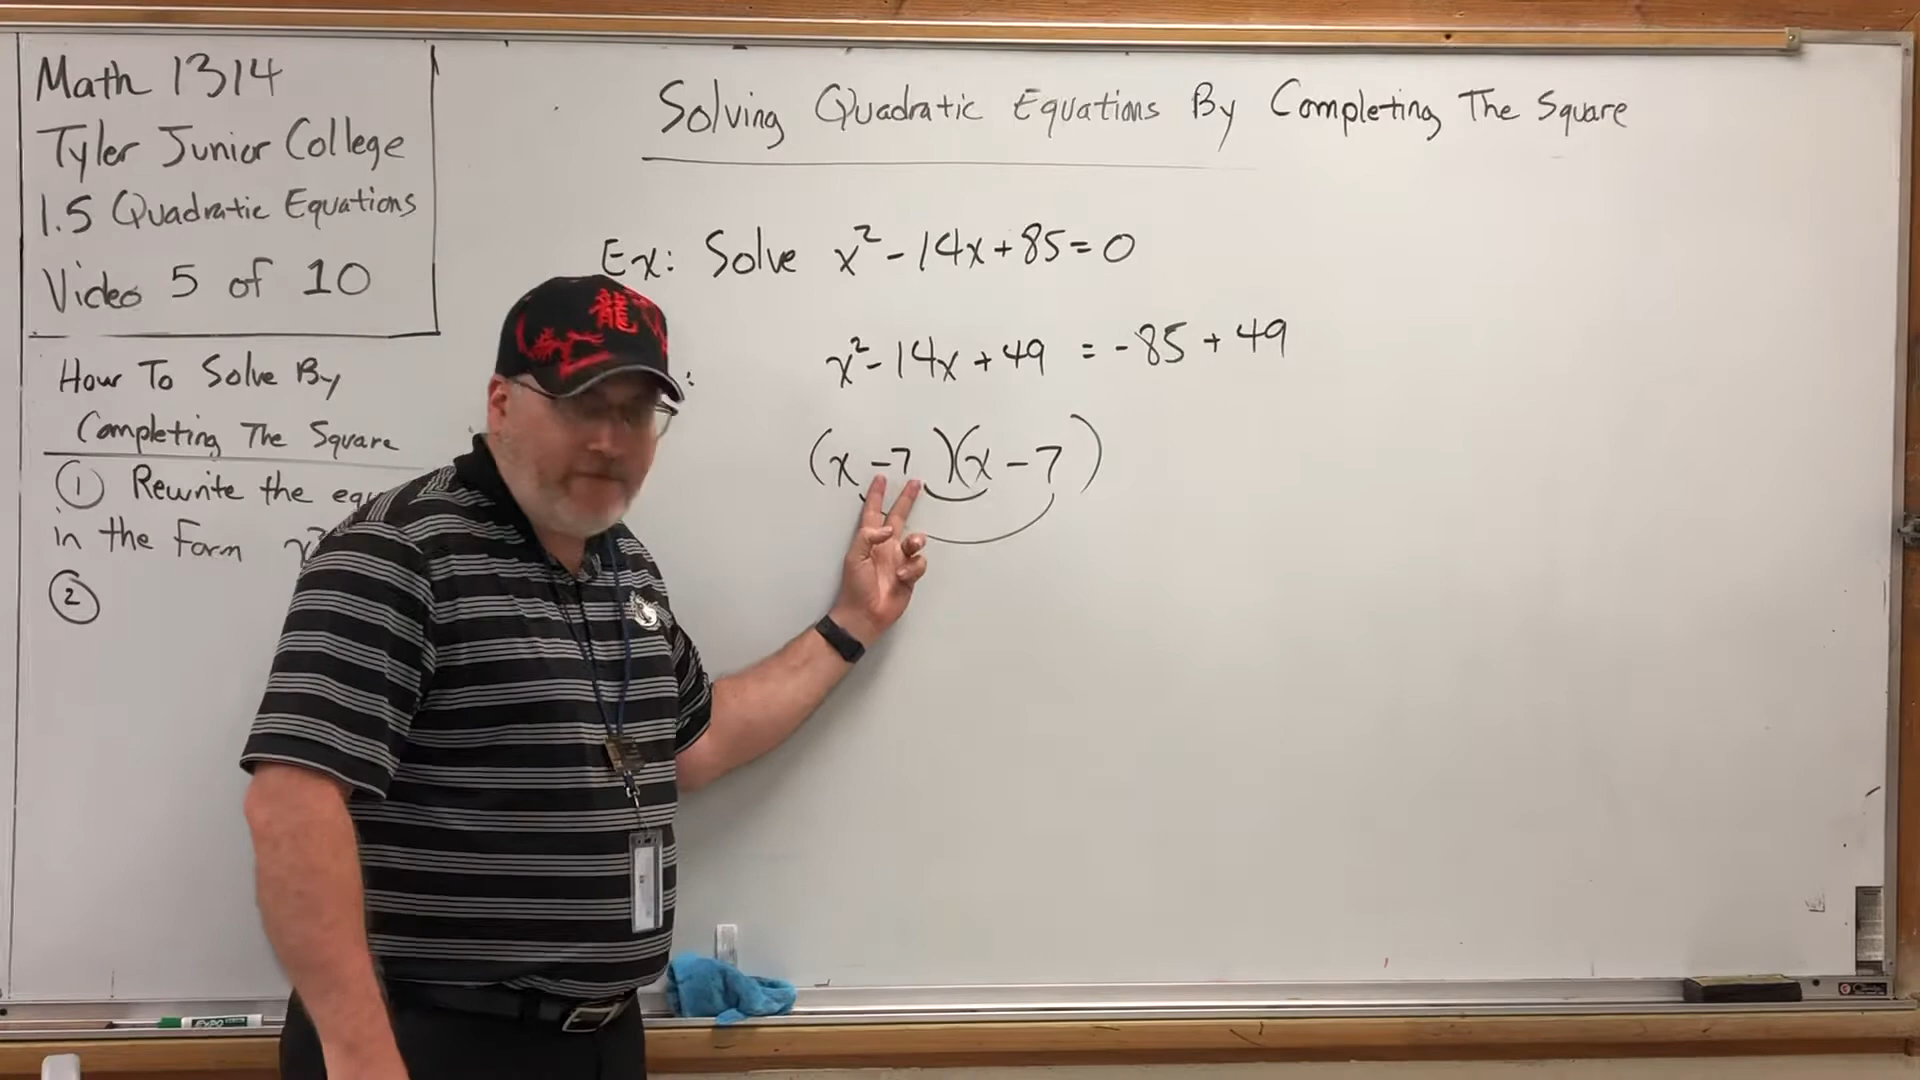 Math 1314
Tyler Junior College
1.5 Quadratic Equations
Video 5 of 10
How To Solve By
Completing The Square
① Rewrite the
in the Form
②
Solving Quadratic Equations By Completing The Square
Ex: Solve x² - 14x + 85 = 0
x² - 14x + 49 = -85 + 49
(x - 7)(x - 7)
龍
EXPO